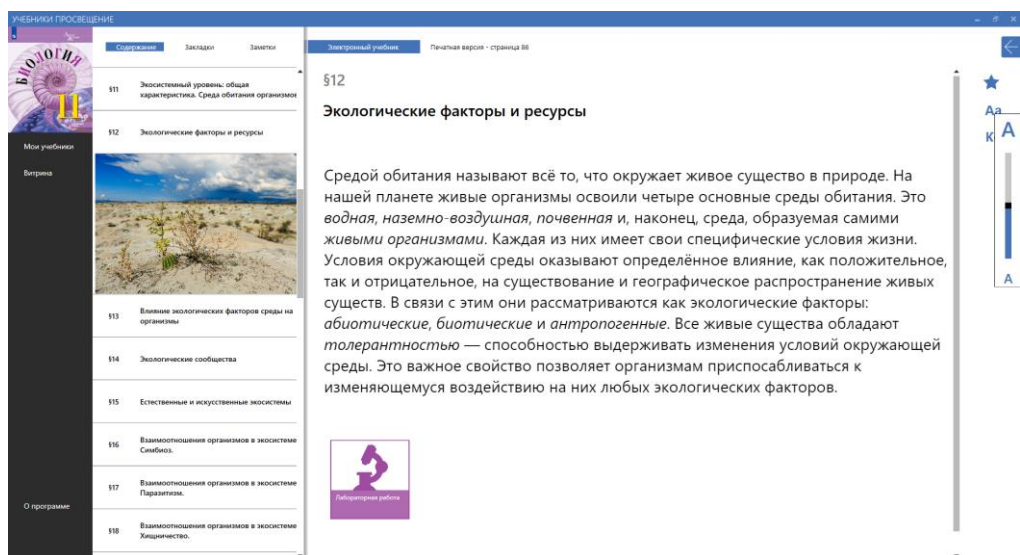 УЧЕБНИКИ ПРОСВЕЩЕНИЕ
БИОЛОГИЯ
11
Мои учебники
Витрина
О программе
Содержание Закладки Заметки
§11 Экосистемный уровень: общая
характеристика. Среда обитания организмов
§12 Экологические факторы и ресурсы
§13 Влияние экологических факторов среды на
организмы
§14 Экологические сообщества
§15 Естественные и искусственные экосистемы
§16 Взаимоотношения организмов в экосистеме
Симбиоз.
§17 Взаимоотношения организмов в экосистеме
Паразитизм.
§18 Взаимоотношения организмов в экосистеме
Хищничество.
Электронный учебник Печатная версия - страница 88
§12
Экологические факторы и ресурсы
Средой обитания называют всё то, что окружает живое существо в природе. На
нашей планете живые организмы освоили четыре основные среды обитания. Это
водная, наземно-воздушная, почвенная и, наконец, среда, образуемая самими
живыми организмами. Каждая из них имеет свои специфические условия жизни.
Условия окружающей среды оказывают определённое влияние, как положительное,
так и отрицательное, на существование и географическое распространение живых
существ. В связи с этим они рассматриваются как экологические факторы:
абиотические, биотические и антропогенные. Все живые существа обладают
толерантностью — способностью выдерживать изменения условий окружающей
среды. Это важное свойство позволяет организмам приспосабливаться к
изменяющемуся воздействию на них любых экологических факторов.
Лабораторная работа
Aa
К
A
A